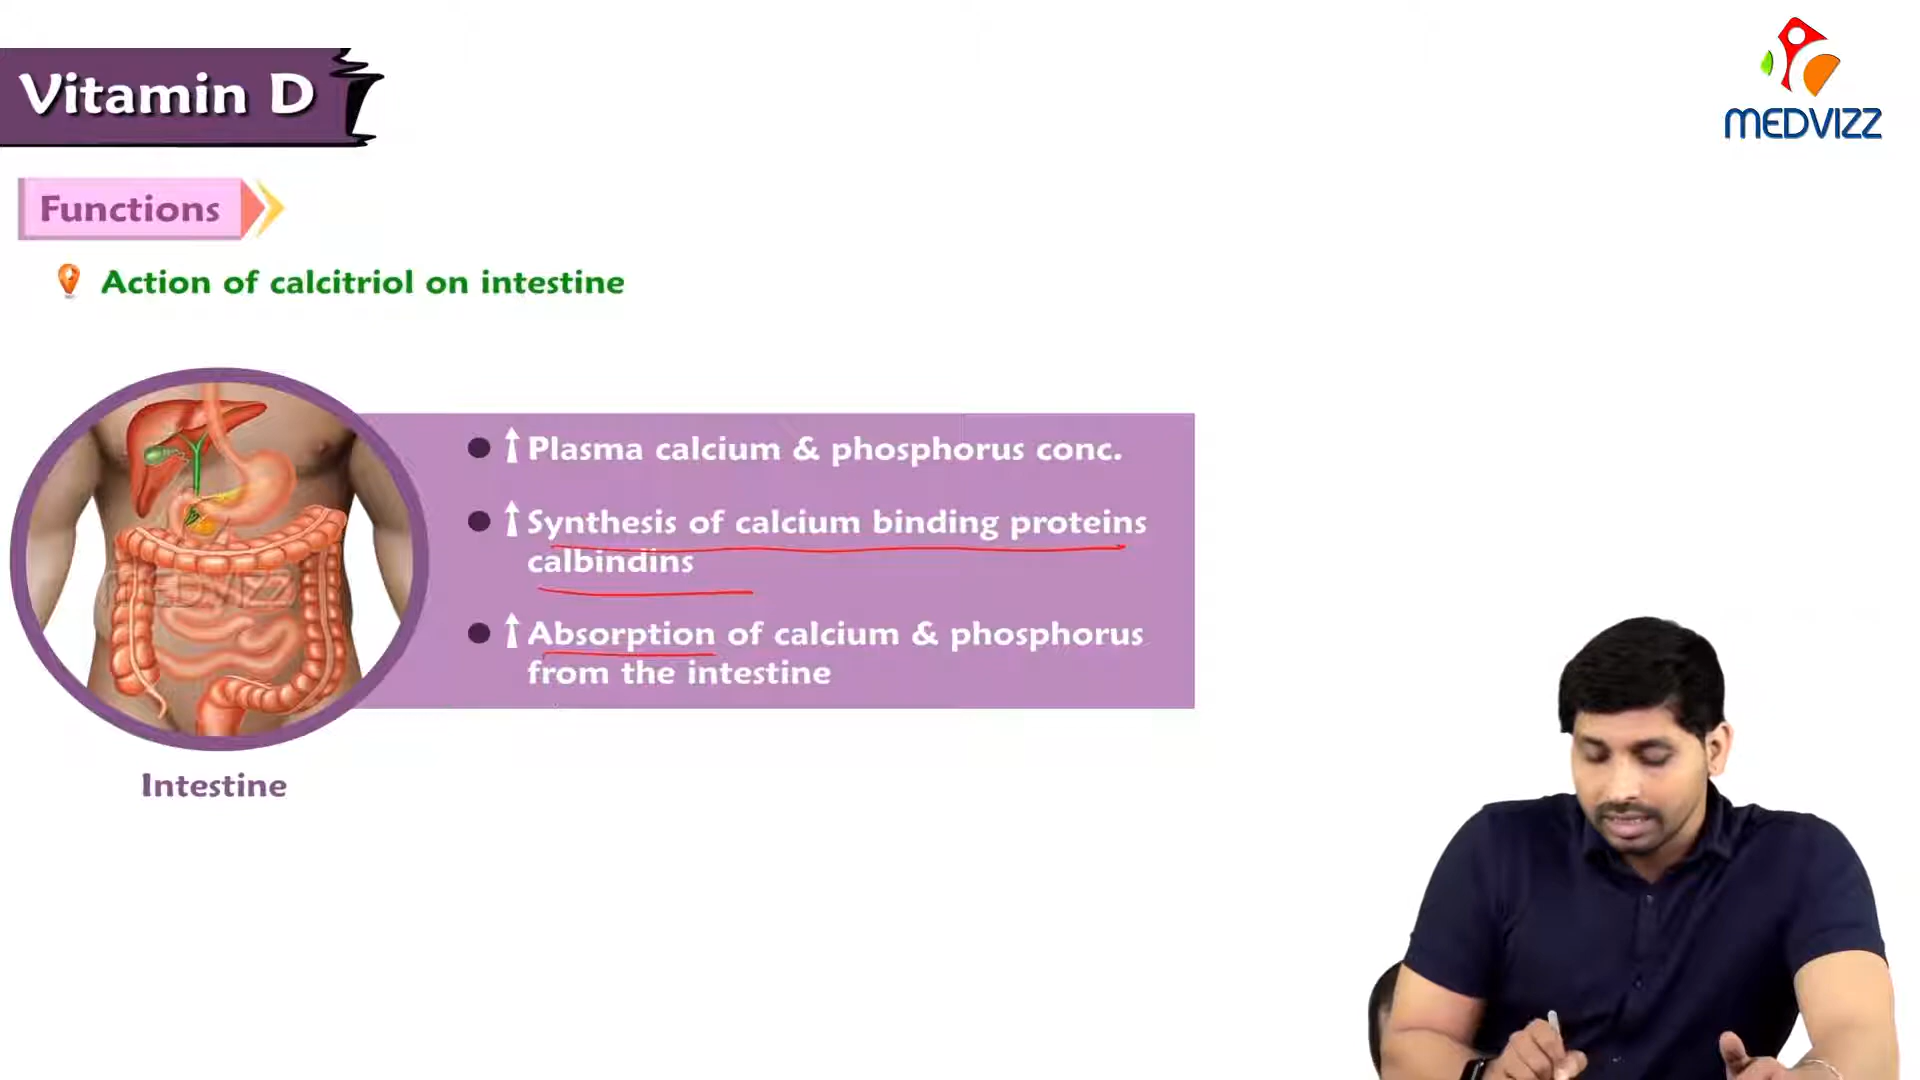 Vitamin D
MEDVIZZ
Functions
Action of calcitriol on intestine
↑ Plasma calcium & phosphorus conc.
↑ Synthesis of calcium binding proteins
calbindins
↑ Absorption of calcium & phosphorus
from the intestine
MEDVIZZ
Intestine